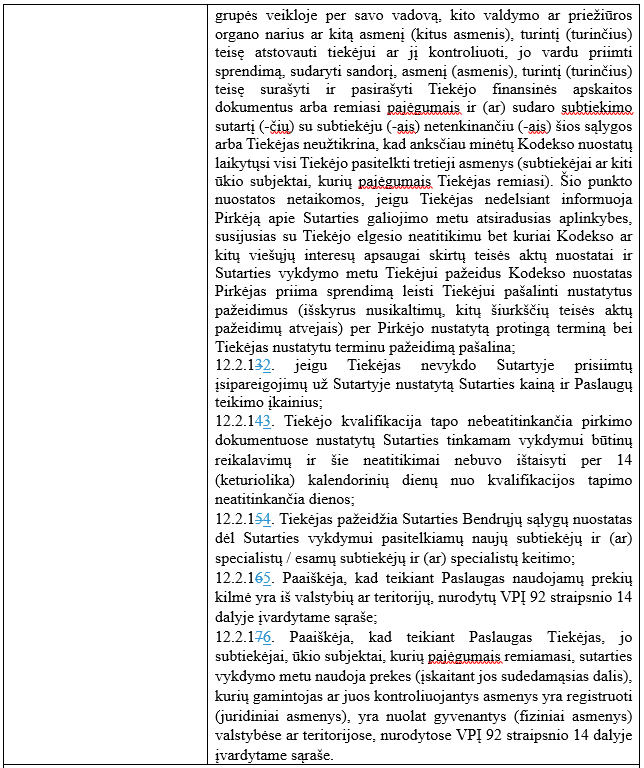 grupės veikloje per savo vadovą, kito valdymo ar priežiūros
organo narius ar kitą asmenį (kitus asmenis), turintį (turinčius)
teisę atstovauti tiekėjui ar jį kontroliuoti, jo vardu priimti
sprendimą, sudaryti sandorį, asmenį (asmenis), turintį (turinčius)
teisę surašyti ir pasirašyti Tiekėjo finansinės apskaitos
dokumentus arba remiasi pajėgumais ir (ar) sudaro subtiekimo
sutartį (-čių) su subtiekėju (-ais) netenkinančiu (-ais) šios sąlygos
arba Tiekėjas neužtikrina, kad anksčiau minėtų Kodekso nuostatų
laikytųsi visi Tiekėjo pasitelkti tretieji asmenys (subtiekėjai ar kiti
ūkio subjektai, kurių pajėgumais Tiekėjas remiasi). Šio punkto
nuostatos netaikomos, jeigu Tiekėjas nedelsiant informuoja
Pirkėją apie Sutarties galiojimo metu atsiradusias aplinkybes,
susijusias su Tiekėjo elgesio neatitikimu bet kuriai Kodekso ar
kitų viešųjų interesų apsaugai skirtų teisės aktų nuostatai ir
Sutarties vykdymo metu Tiekėjui pažeidus Kodekso nuostatas
Pirkėjas priima sprendimą leisti Tiekėjui pašalinti nustatytus
pažeidimus (išskyrus nusikaltimų, kitų šiurkščių teisės aktų
pažeidimų atvejais) per Pirkėjo nustatytą protingą terminą bei
Tiekėjas nustatytu terminu pažeidimą pašalina;
12.2.132. jeigu Tiekėjas nevykdo Sutartyje prisiimtų
įsipareigojimų už Sutartyje nustatytą Sutarties kainą ir Paslaugų
teikimo įkainius;
12.2.143. Tiekėjo kvalifikacija tapo nebeatitinkančia pirkimo
dokumentuose nustatytų Sutarties tinkamam vykdymui būtinų
reikalavimų ir šie neatitikimai nebuvo ištaisyti per 14
(keturiolika) kalendorinių dienų nuo kvalifikacijos tapimo
neatitinkančia dienos;
12.2.154. Tiekėjas pažeidžia Sutarties Bendrųjų sąlygų nuostatas
dėl Sutarties vykdymui pasitelkiamų naujų subtiekėjų ir (ar)
specialistų / esamų subtiekėjų ir (ar) specialistų keitimo;
12.2.165. Paaiškėja, kad teikiant Paslaugas naudojamų prekių
kilmė yra iš valstybių ar teritorijų, nurodytų VPĮ 92 straipsnio 14
dalyje įvardytame sąraše;
12.2.176. Paaiškėja, kad teikiant Paslaugas Tiekėjas, jo
subtiekėjai, ūkio subjektai, kurių pajėgumais remiamasi, sutarties
vykdymo metu naudoja prekes (įskaitant jos sudedamąsias dalis),
kurių gamintojas ar juos kontroliuojantys asmenys yra registruoti
(juridiniai asmenys), yra nuolat gyvenantys (fiziniai asmenys)
valstybėse ar teritorijose, nurodytose VPĮ 92 straipsnio 14 dalyje
įvardytame sąraše.